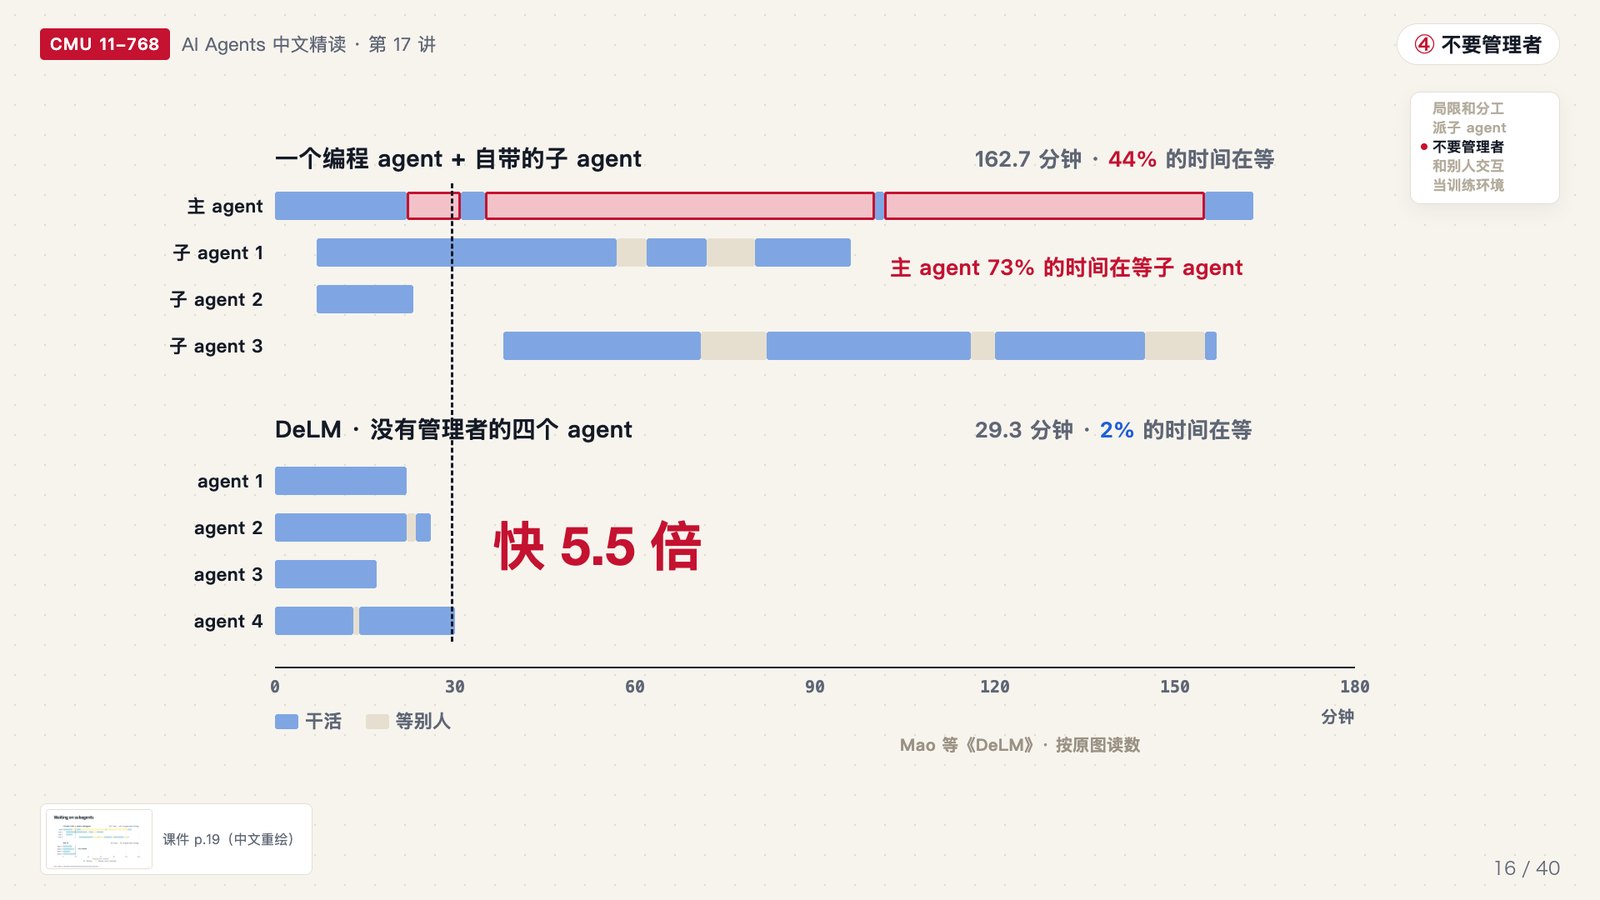 CMU 11-768 AI Agents 中文精读 · 第 17 讲
④ 不要管理者
局限和分工
派子 agent
不要管理者
和别人交互
当训练环境
一个编程 agent + 自带的子 agent
162.7 分钟 · 44% 的时间在等
主 agent
子 agent 1
主 agent 73% 的时间在等子 agent
子 agent 2
子 agent 3
DeLM · 没有管理者的四个 agent
29.3 分钟 · 2% 的时间在等
agent 1
agent 2
快 5.5 倍
agent 3
agent 4
0 30 60 90 120 150 180
分钟
干活 等别人
Mao 等《DeLM》· 按原图读数
课件 p.19（中文重绘）
16 / 40